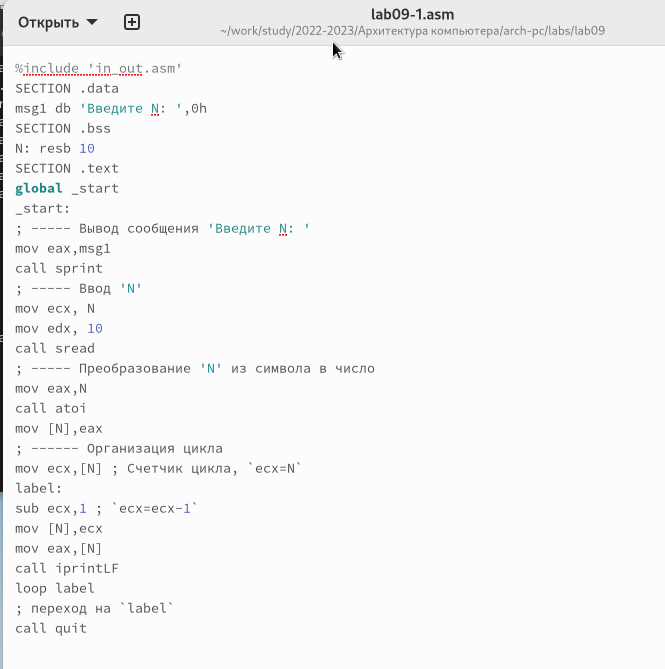 Открыть
lab09-1.asm
~/work/study/2022-2023/Архитектура компьютера/arch-pc/labs/lab09
%include 'in_out.asm'
SECTION .data
msg1 db 'Введите N: ',0h
SECTION .bss
N: resb 10
SECTION .text
global _start
_start:
; ----- Вывод сообщения 'Введите N: '
mov eax,msg1
call sprint
; ----- Ввод 'N'
mov ecx, N
mov edx, 10
call sread
; ----- Преобразование 'N' из символа в число
mov eax,N
call atoi
mov [N],eax
; ------ Организация цикла
mov ecx,[N] ; Счетчик цикла, `ecx=N`
label:
sub ecx,1 ; `ecx=ecx-1`
mov [N],ecx
mov eax,[N]
call iprintLF
loop label
; переход на `label`
call quit